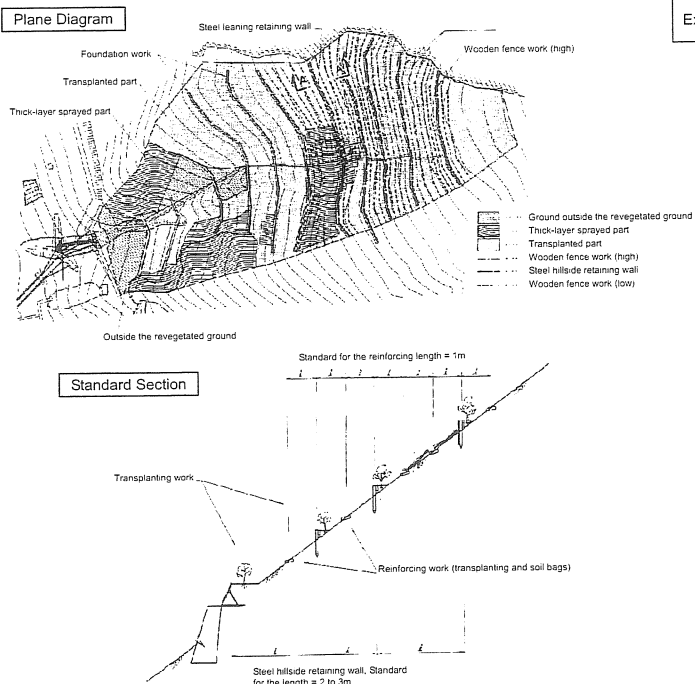 Plane Diagram
Steel leaning retaining wall
Foundation work
Wooden fence work (high)
Transplanted part
Thick-layer sprayed part
Ground outside the revegetated ground
Thick-layer sprayed part
Transplanted part
Wooden fence work (high)
Steel hillside retaining wall
Wooden fence work (low)
Outside the revegetated ground
Standard for the reinforcing length = 1m
Standard Section
Transplanting work
Reinforcing work (transplanting and soil bags)
Steel hillside retaining wall, Standard
for the length = 2 to 3m